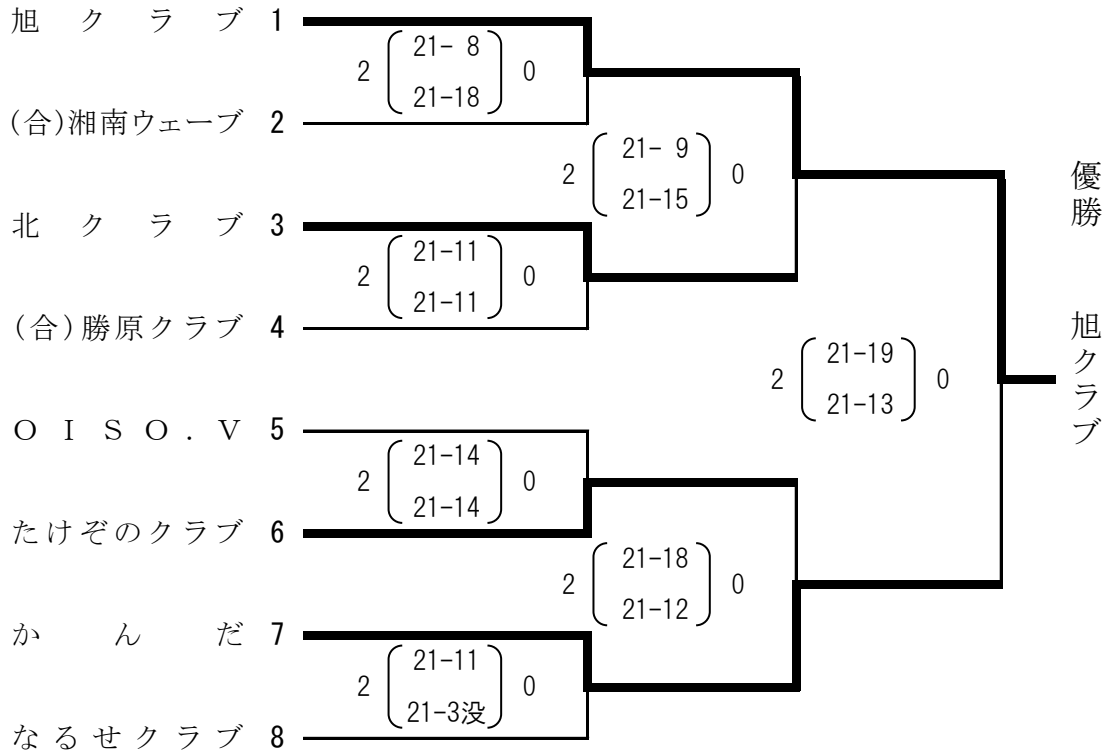 旭クラブ 1
2 21- 8 0
21-18
(合)湘南ウェーブ 2
2 21- 9 0
21-15
北クラブ 3
2 21-11 0
21-11
(合)勝原クラブ 4
2 21-19 0
21-13
OISO.V 5
2 21-14 0
21-14
たけぞのクラブ 6
2 21-18 0
21-12
かんだ 7
2 21-11 0
21-3没
なるせクラブ 8
優勝 旭クラブ